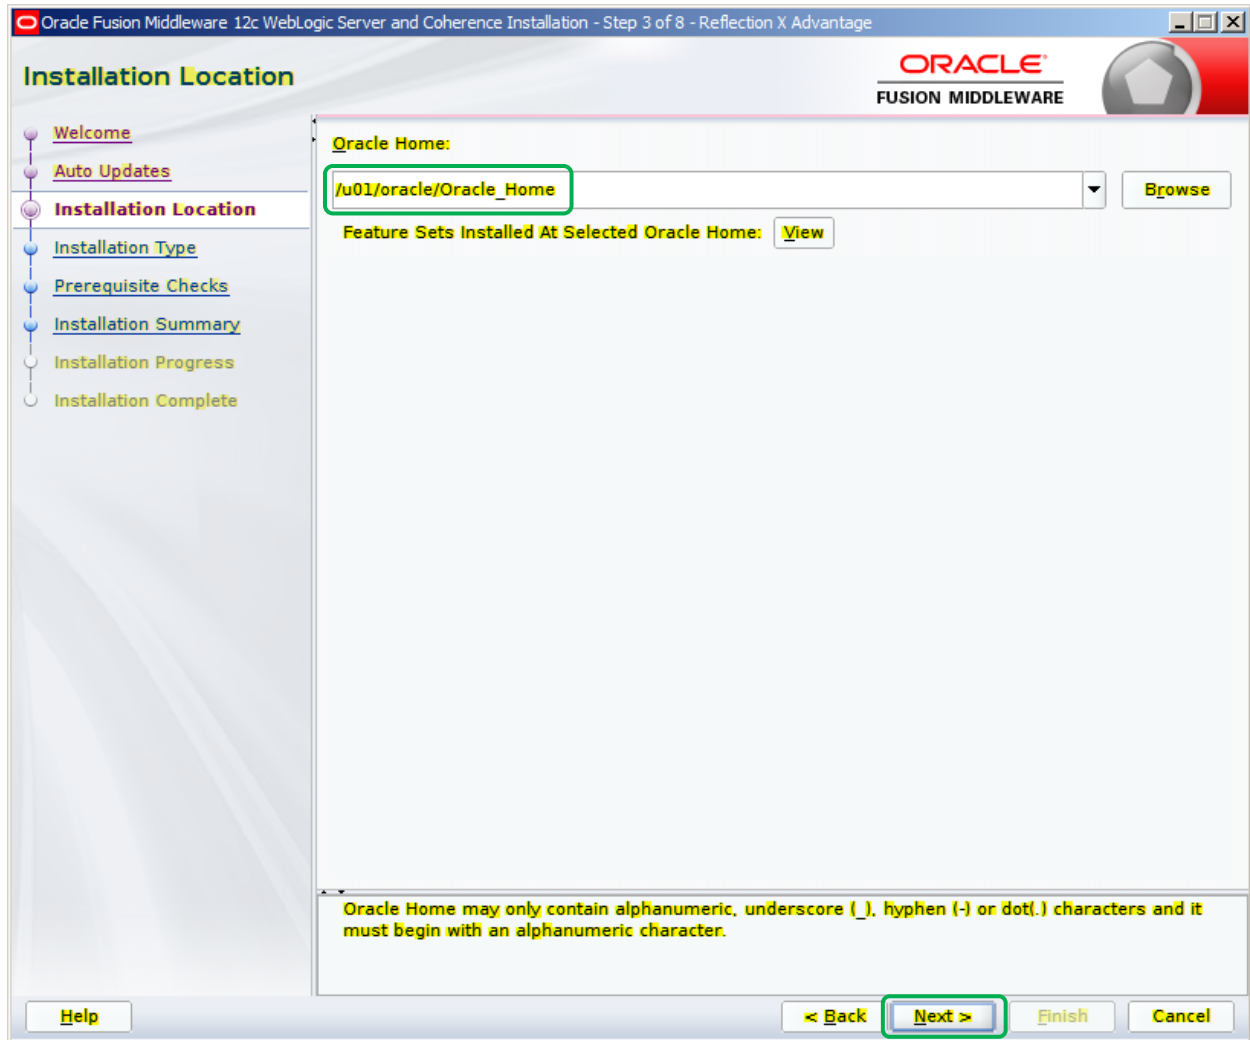 Oracle Fusion Middleware 12c WebLogic Server and Coherence Installation - Step 3 of 8 - Reflection X Advantage
Installation Location
ORACLE
FUSION MIDDLEWARE
Welcome
Auto Updates
Installation Location
Installation Type
Prerequisite Checks
Installation Summary
Installation Progress
Installation Complete
Oracle Home:
/u01/oracle/Oracle_Home
Browse
Feature Sets Installed At Selected Oracle Home: View
Oracle Home may only contain alphanumeric, underscore (_), hyphen (-) or dot(.) characters and it
must begin with an alphanumeric character.
Help
< Back
Next >
Finish
Cancel